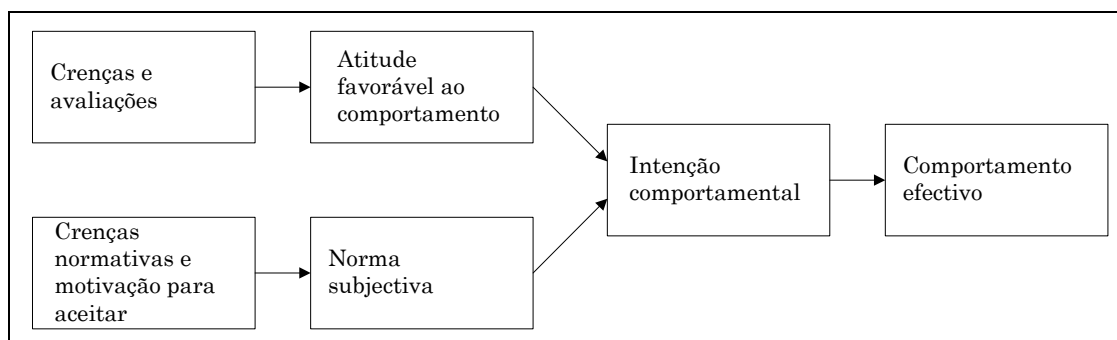 Crenças e
avaliações
Atitude
favorável ao
comportamento
Crenças
normativas e
motivação para
aceitar
Norma
subjectiva
Intenção
comportamental
Comportamento
efectivo